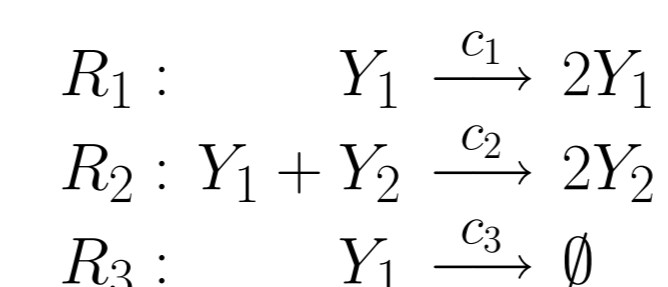 R₁ : Y₁ —c₁→ 2Y₁
R₂ : Y₁ + Y₂ —c₂→ 2Y₂
R₃ : Y₁ —c₃→ ∅